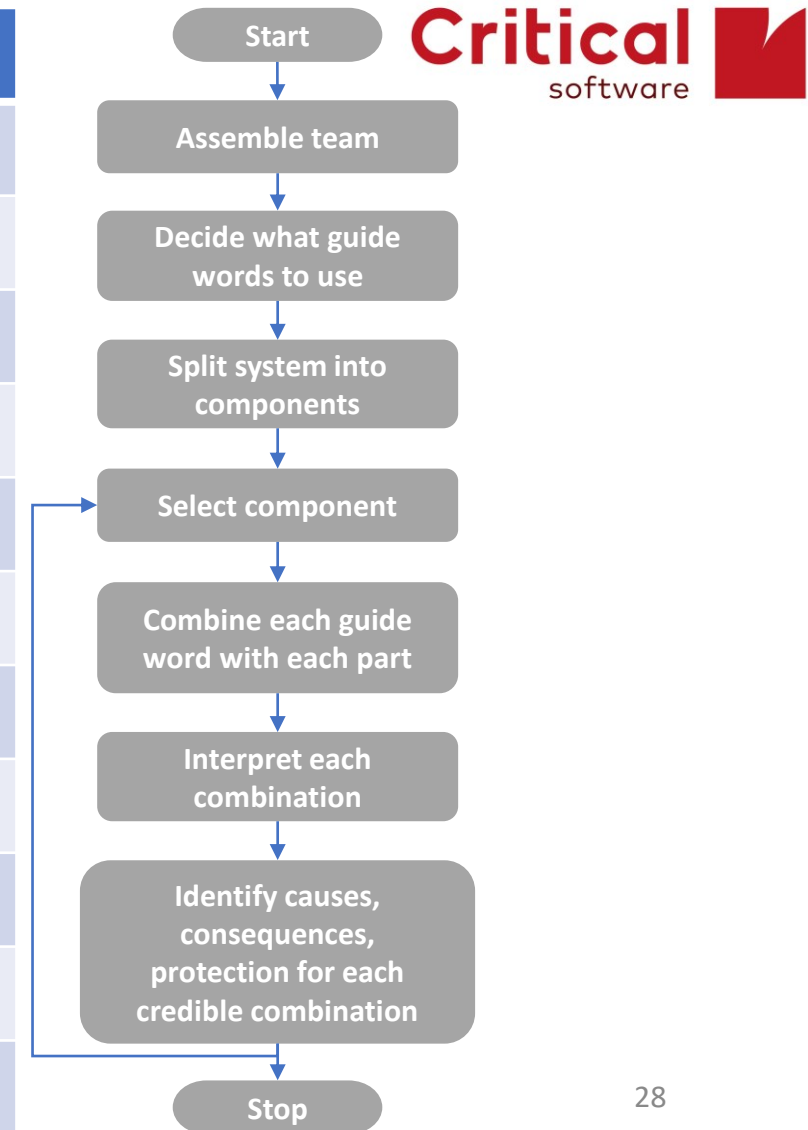 Start
Critical
software
Assemble team
Decide what guide
words to use
Split system into
components
Select component
Combine each guide
word with each part
Interpret each
combination
Identify causes,
consequences,
protection for each
credible combination
Stop
28